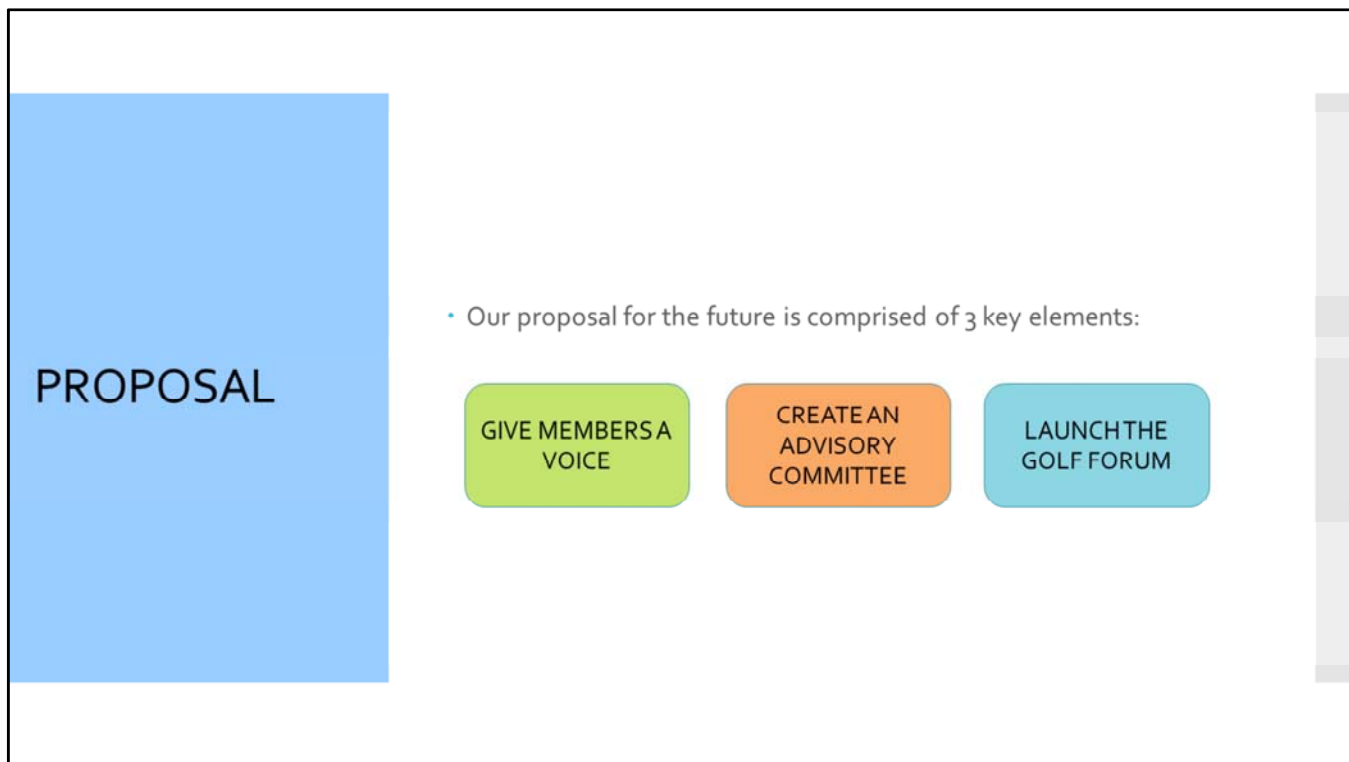 PROPOSAL
• Our proposal for the future is comprised of 3 key elements:
GIVE MEMBERS A
VOICE
CREATE AN
ADVISORY
COMMITTEE
LAUNCH THE
GOLF FORUM